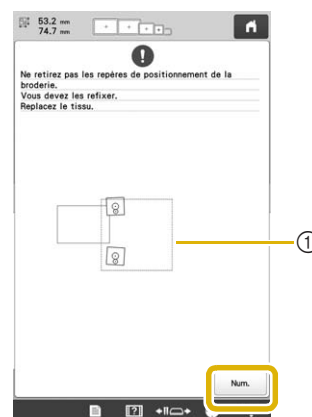 53.2 mm
74.7 mm
Ne retirez pas les repères de positionnement de la
broderie.
Vous devez les refixer.
Replacez le tissu.
①
Num.